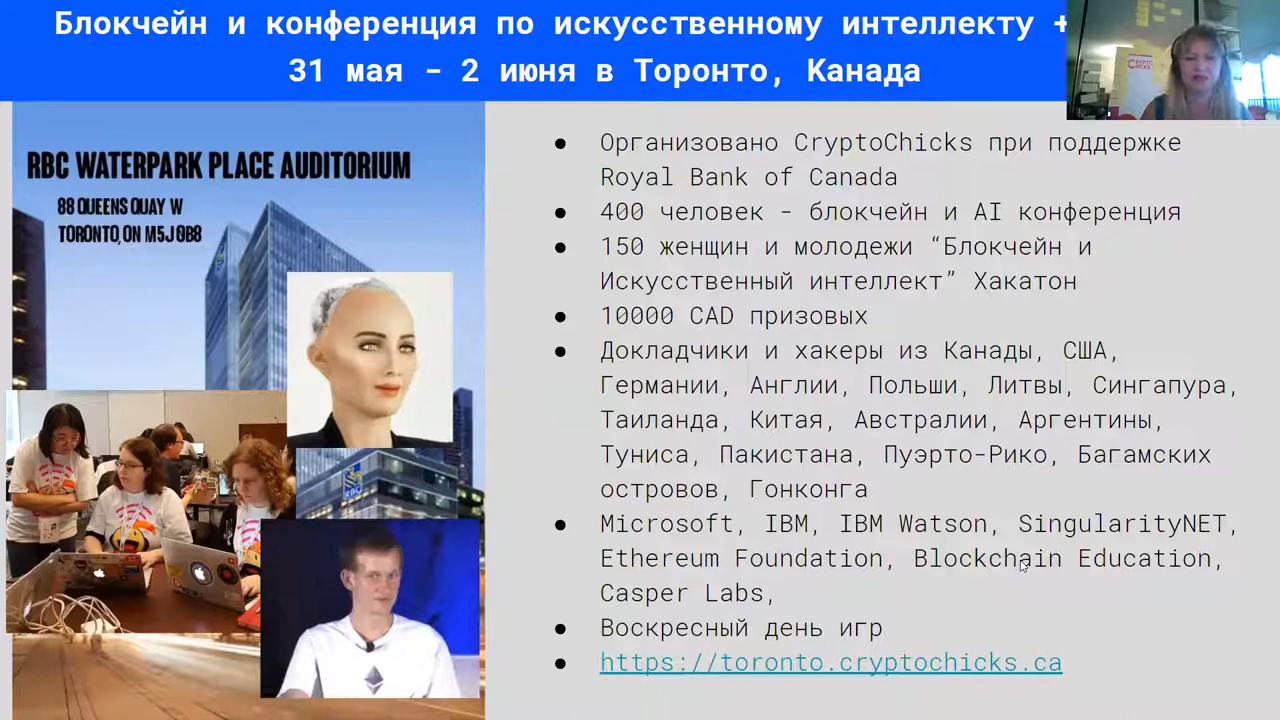 Блокчейн и конференция по искусственному интеллекту +
31 мая - 2 июня в Торонто, Канада
RBC WATERPARK PLACE AUDITORIUM
88 QUEENS QUAY W
TORONTO, ON M5J 0B8
RBC
● Организовано CryptoChicks при поддержке
Royal Bank of Canada
● 400 человек - блокчейн и AI конференция
● 150 женщин и молодежи “Блокчейн и
Искусственный интеллект” Хакатон
● 10000 CAD призовых
● Докладчики и хакеры из Канады, США,
Германии, Англии, Польши, Литвы, Сингапура,
Таиланда, Китая, Австралии, Аргентины,
Туниса, Пакистана, Пуэрто-Рико, Багамских
островов, Гонконга
● Microsoft, IBM, IBM Watson, SingularityNET,
Ethereum Foundation, Blockchain Education,
Casper Labs,
● Воскресный день игр
● https://toronto.cryptochicks.ca